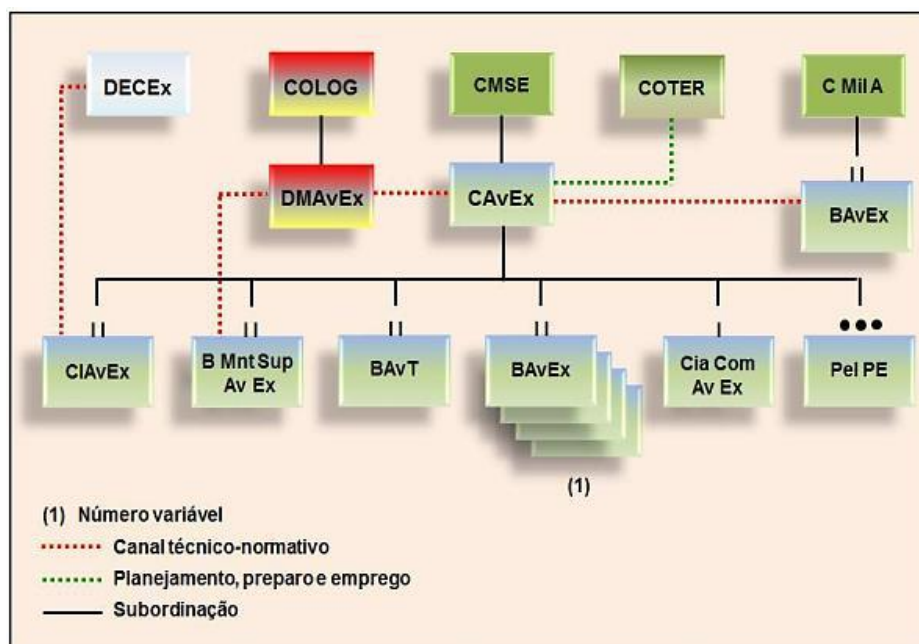 DECEx
COLOG
CMSE
COTER
C Mil A
DMAvEx
CAvEx
BAvEx
CIAvEx
B Mnt Sup
Av Ex
BAvT
BAvEx
Cia Com
Av Ex
Pel PE
(1)
(1) Número variável
Canal técnico-normativo
Planejamento, preparo e emprego
Subordinação